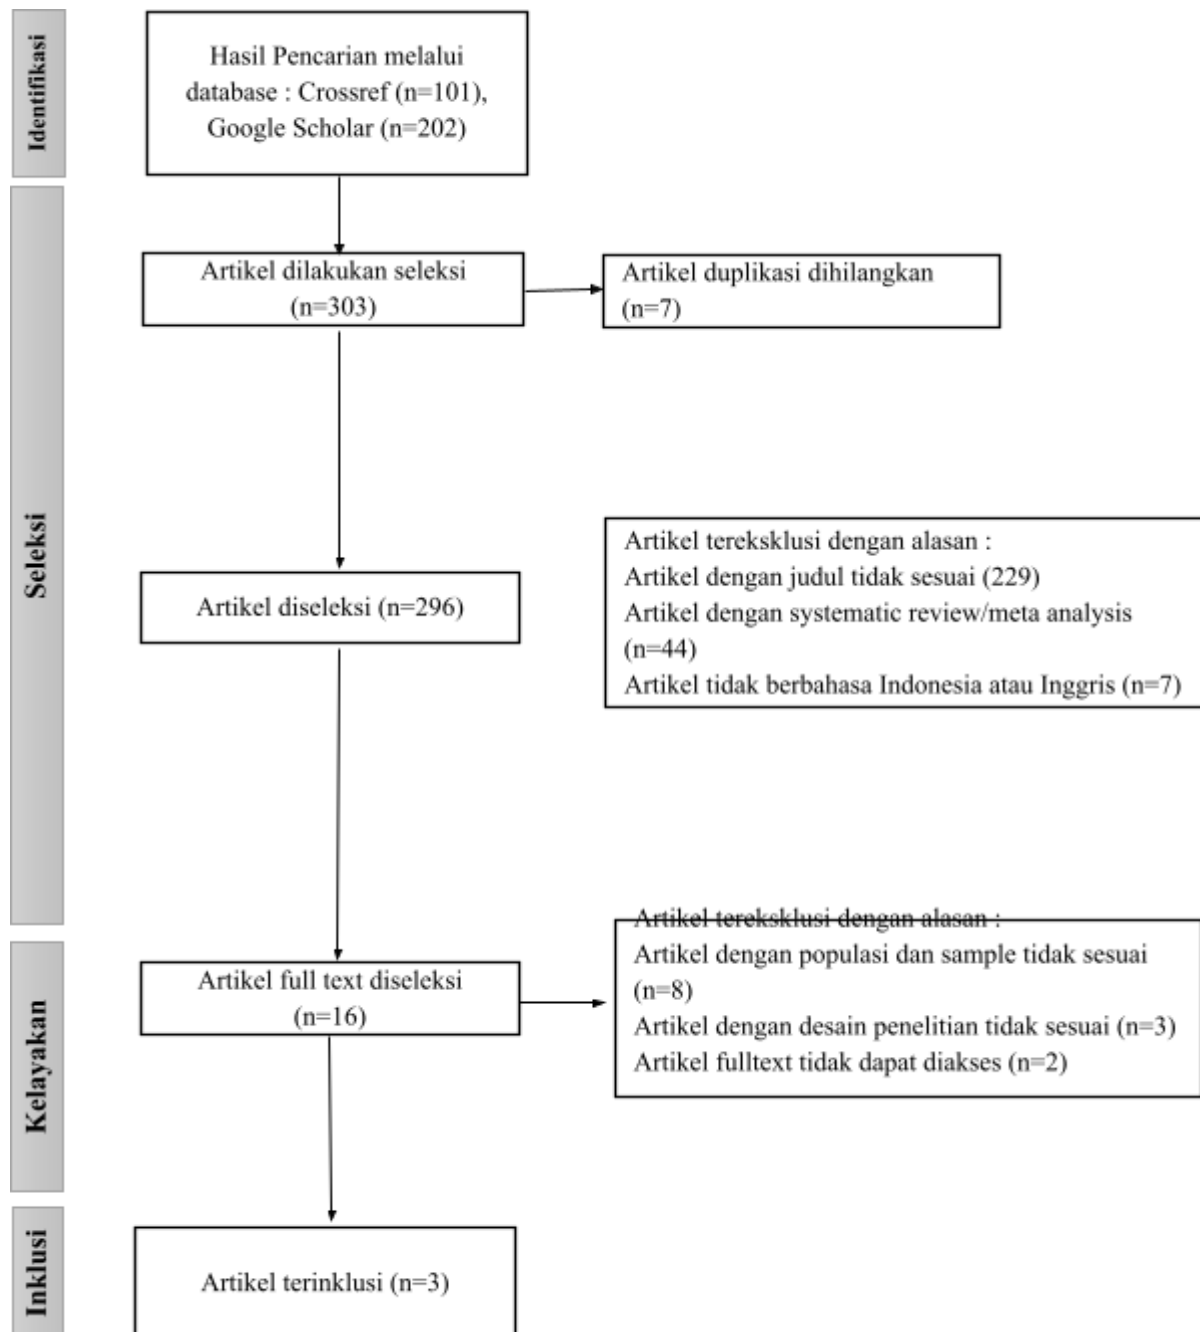 Identifikasi
Hasil Pencarian melalui
database : Crossref (n=101),
Google Scholar (n=202)
Seleksi
Artikel dilakukan seleksi
(n=303)
Artikel duplikasi dihilangkan
(n=7)
Artikel diseleksi (n=296)
Artikel tereksklusi dengan alasan :
Artikel dengan judul tidak sesuai (229)
Artikel dengan systematic review/meta analysis
(n=44)
Artikel tidak berbahasa Indonesia atau Inggris (n=7)
Kelayakan
Artikel full text diseleksi
(n=16)
Artikel tereksklusi dengan alasan :
Artikel dengan populasi dan sample tidak sesuai
(n=8)
Artikel dengan desain penelitian tidak sesuai (n=3)
Artikel fulltext tidak dapat diakses (n=2)
Inklusi
Artikel terinklusi (n=3)